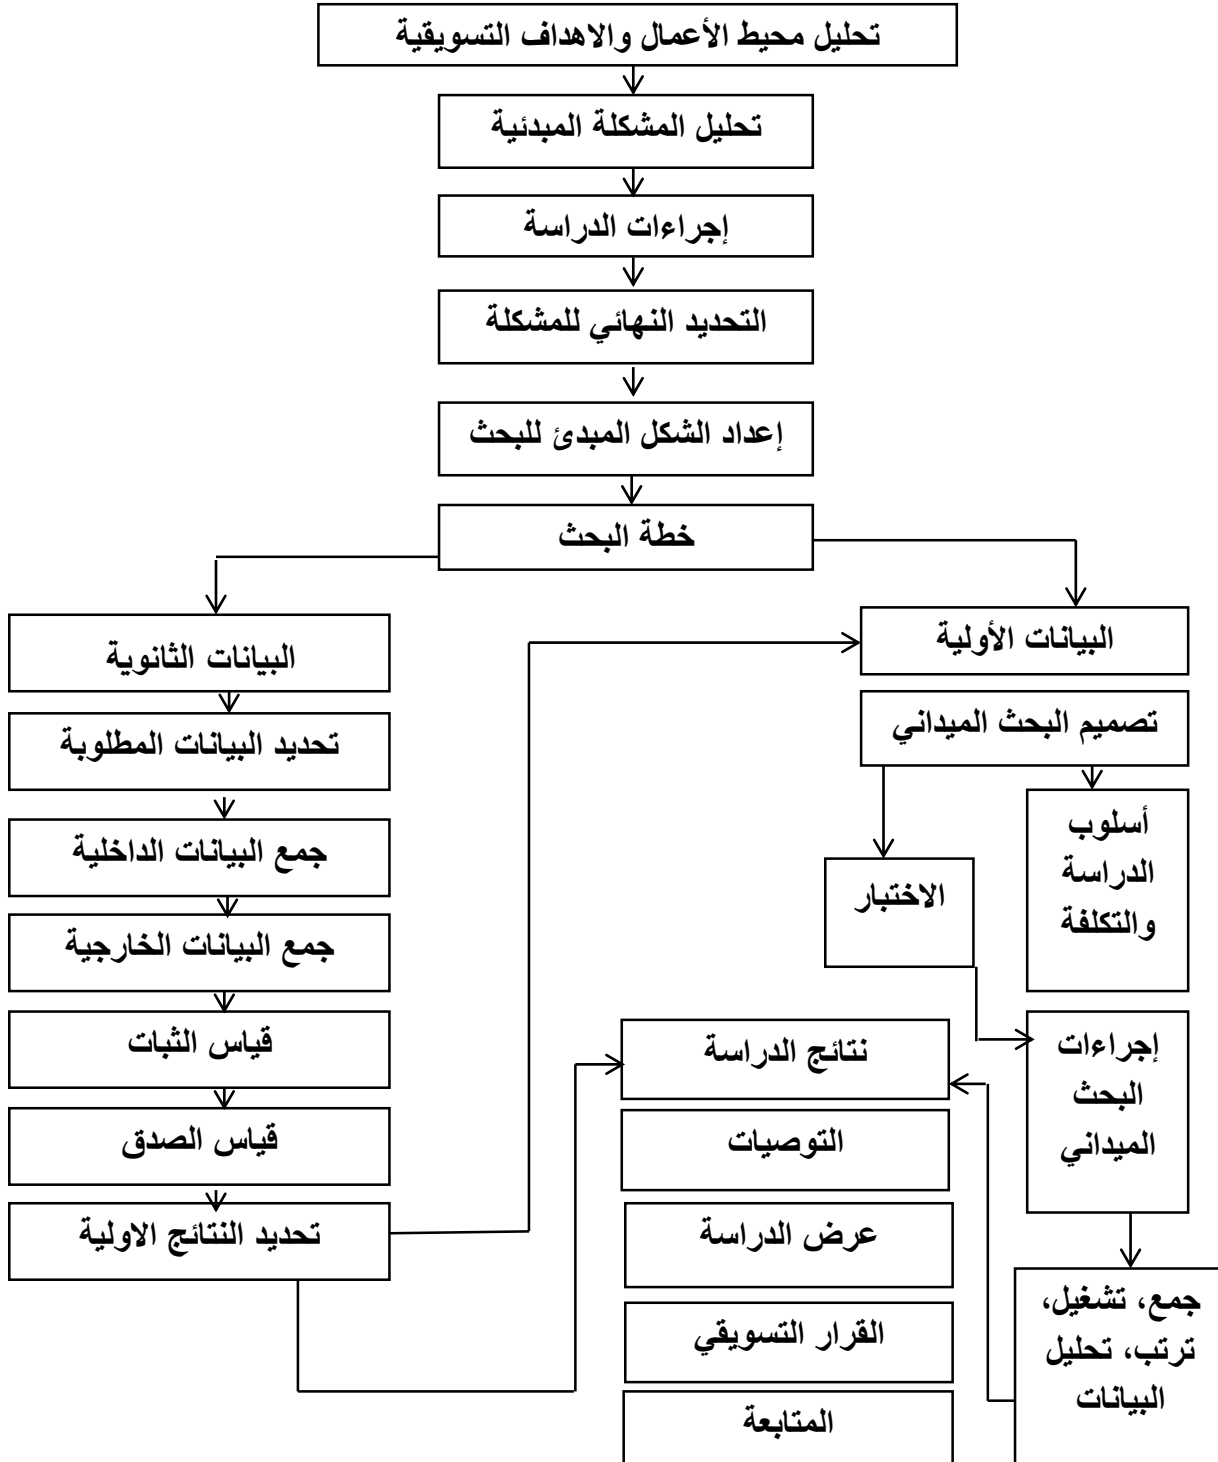 تحليل محيط الأعمال والاهداف التسويقية
تحليل المشكلة المبدئية
إجراءات الدراسة
التحديد النهائي للمشكلة
إعداد الشكل المبدئ للبحث
خطة البحث
البيانات الأولية
تصميم البحث الميداني
أسلوب
الدراسة
والتكلفة
الاختبار
إجراءات
البحث
الميداني
جمع، تشغيل،
ترتب، تحليل
البيانات
البيانات الثانوية
تحديد البيانات المطلوبة
جمع البيانات الداخلية
جمع البيانات الخارجية
قياس الثبات
قياس الصدق
تحديد النتائج الاولية
نتائج الدراسة
التوصيات
عرض الدراسة
القرار التسويقي
المتابعة